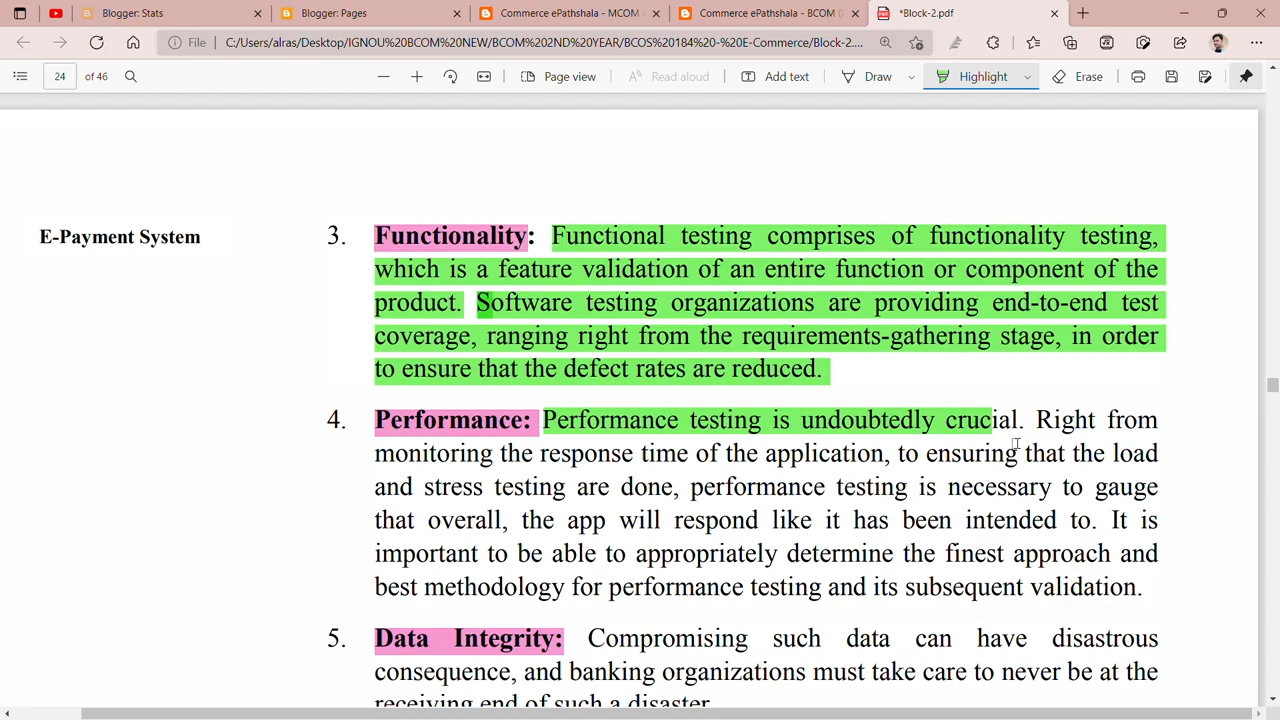 Blogger: Stats
Blogger: Pages
Commerce ePathshala - MCOM
Commerce ePathshala - BCOM (
*Block-2.pdf
File
C:/Users/alras/Desktop/IGNOU%20BCOM%20NEW/BCOM%202ND%20YEAR/BCOS%20184%20-%20E-Commerce/Block-2....
24 of 46
Page view
Read aloud
Add text
Draw
Highlight
Erase
E-Payment System
3. Functionality: Functional testing comprises of functionality testing,
which is a feature validation of an entire function or component of the
product. Software testing organizations are providing end-to-end test
coverage, ranging right from the requirements-gathering stage, in order
to ensure that the defect rates are reduced.
4. Performance: Performance testing is undoubtedly crucial. Right from
monitoring the response time of the application, to ensuring that the load
and stress testing are done, performance testing is necessary to gauge
that overall, the app will respond like it has been intended to. It is
important to be able to appropriately determine the finest approach and
best methodology for performance testing and its subsequent validation.
5. Data Integrity: Compromising such data can have disastrous
consequence, and banking organizations must take care to never be at the
receiving end of such a disaster.